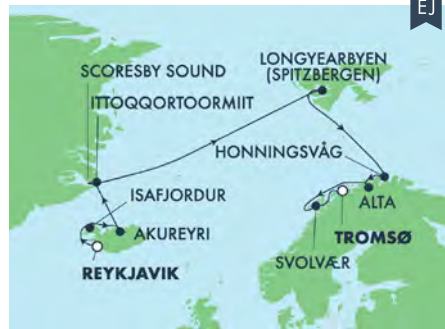 EJ
LONGYEARBYEN
(SPITZBERGEN)
SCORESBY SOUND
ITTOQQORTOORMIIT
HONNINGSVÅG
ISAFJORDUR
ALTA
AKUREYRI
TROMSØ
SVOLVÆR
REYKJAVIK